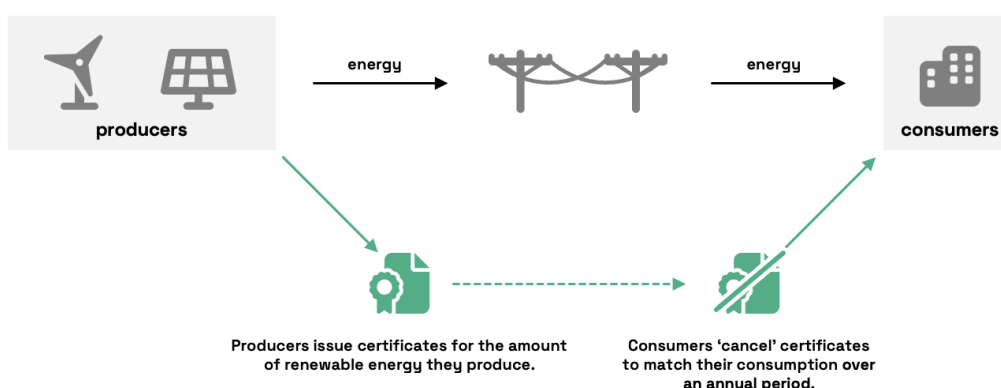 energy
energy
producers
consumers
Producers issue certificates for the amount
of renewable energy they produce.
Consumers ‘cancel’ certificates
to match their consumption over
an annual period.